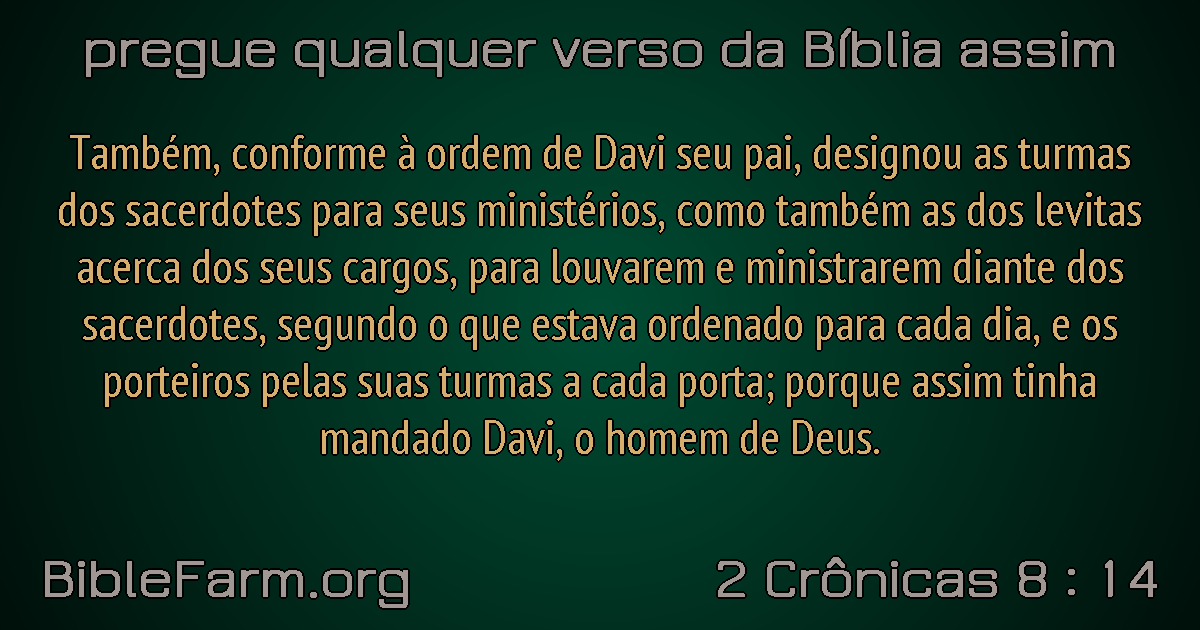 pregue qualquer verso da Bíblia assim
Também, conforme à ordem de Davi seu pai, designou as turmas
dos sacerdotes para seus ministérios, como também as dos levitas
acerca dos seus cargos, para louvarem e ministrarem diante dos
sacerdotes, segundo o que estava ordenado para cada dia, e os
porteiros pelas suas turmas a cada porta; porque assim tinha
mandado Davi, o homem de Deus.
BibleFarm.org
2 Crônicas 8 : 14